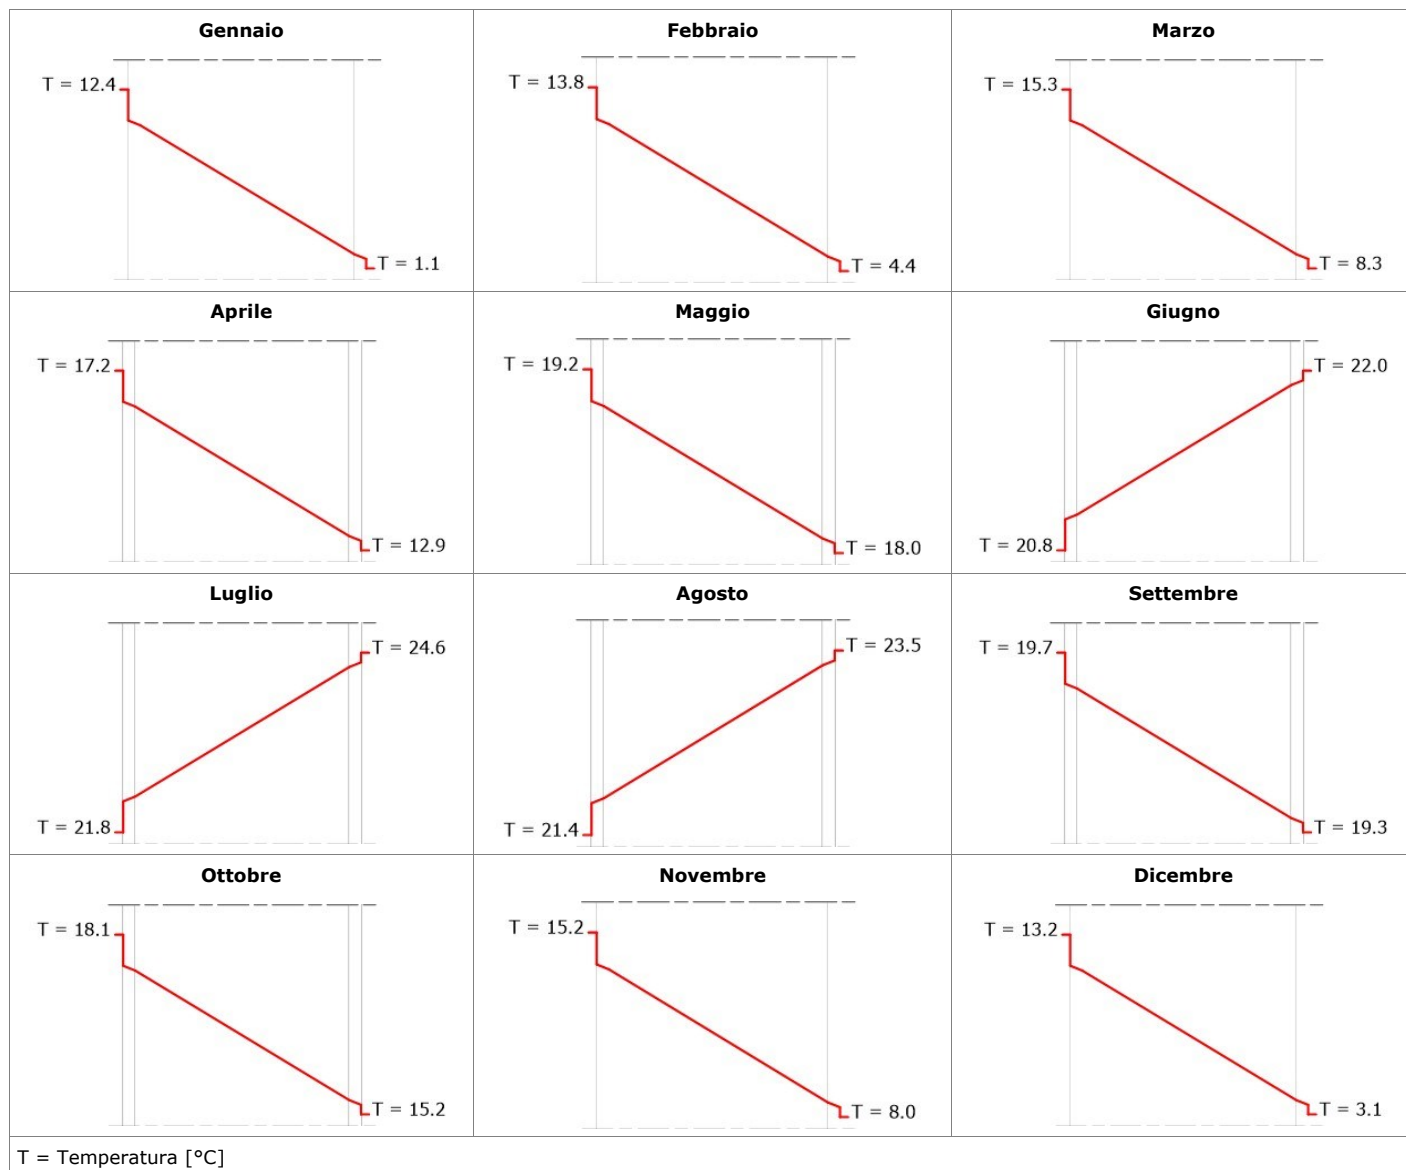 Gennaio
T = 12.4
T = 1.1
Febbraio
T = 13.8
T = 4.4
Marzo
T = 15.3
T = 8.3
Aprile
T = 17.2
T = 12.9
Maggio
T = 19.2
T = 18.0
Giugno
T = 22.0
T = 20.8
Luglio
T = 24.6
T = 21.8
Agosto
T = 23.5
T = 21.4
Settembre
T = 19.7
T = 19.3
Ottobre
T = 18.1
T = 15.2
Novembre
T = 15.2
T = 8.0
Dicembre
T = 13.2
T = 3.1
T = Temperatura [°C]